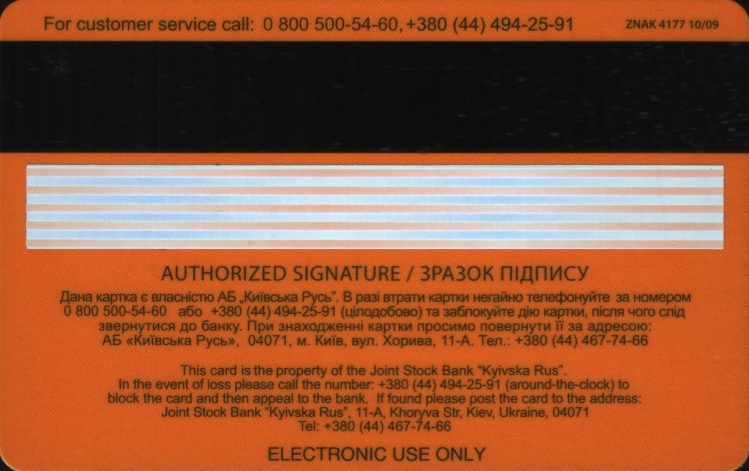 For customer service call: 0 800 500-54-60, +380 (44) 494-25-91
ZNAK 4177 10/09
AUTHORIZED SIGNATURE / ЗРАЗОК ПІДПИСУ
Дана картка є власністю АБ „Київська Русь”. В разі втрати картки негайно телефонуйте за номером
0 800 500-54-60 або +380 (44) 494-25-91 (цілодобово) та заблокуйте дію картки, після чого слід
звернутися до банку. При знаходженні картки просимо повернути її за адресою:
АБ «Київська Русь», 04071, м. Київ, вул. Хорива, 11-А. Тел.: +380 (44) 467-74-66
This card is the property of the Joint Stock Bank “Kyivska Rus”.
In the event of loss please call the number: +380 (44) 494-25-91 (around-the-clock) to
block the card and then appeal to the bank. If found please post the card to the address:
Joint Stock Bank “Kyivska Rus”, 11-A, Khoryva Str, Kiev, Ukraine, 04071
Tel: +380 (44) 467-74-66
ELECTRONIC USE ONLY